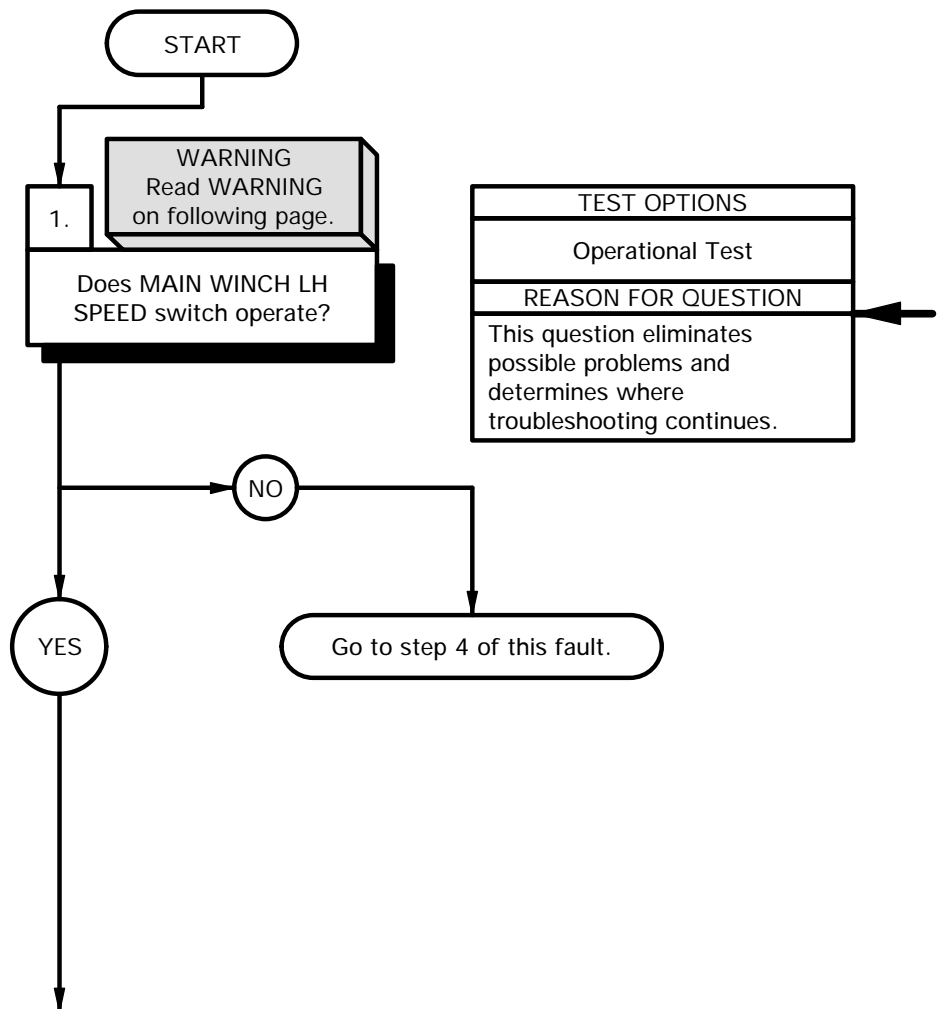 START
WARNING
Read WARNING
on following page.
1.
Does MAIN WINCH LH
SPEED switch operate?
TEST OPTIONS
Operational Test
REASON FOR QUESTION
This question eliminates
possible problems and
determines where
troubleshooting continues.
NO
YES
Go to step 4 of this fault.